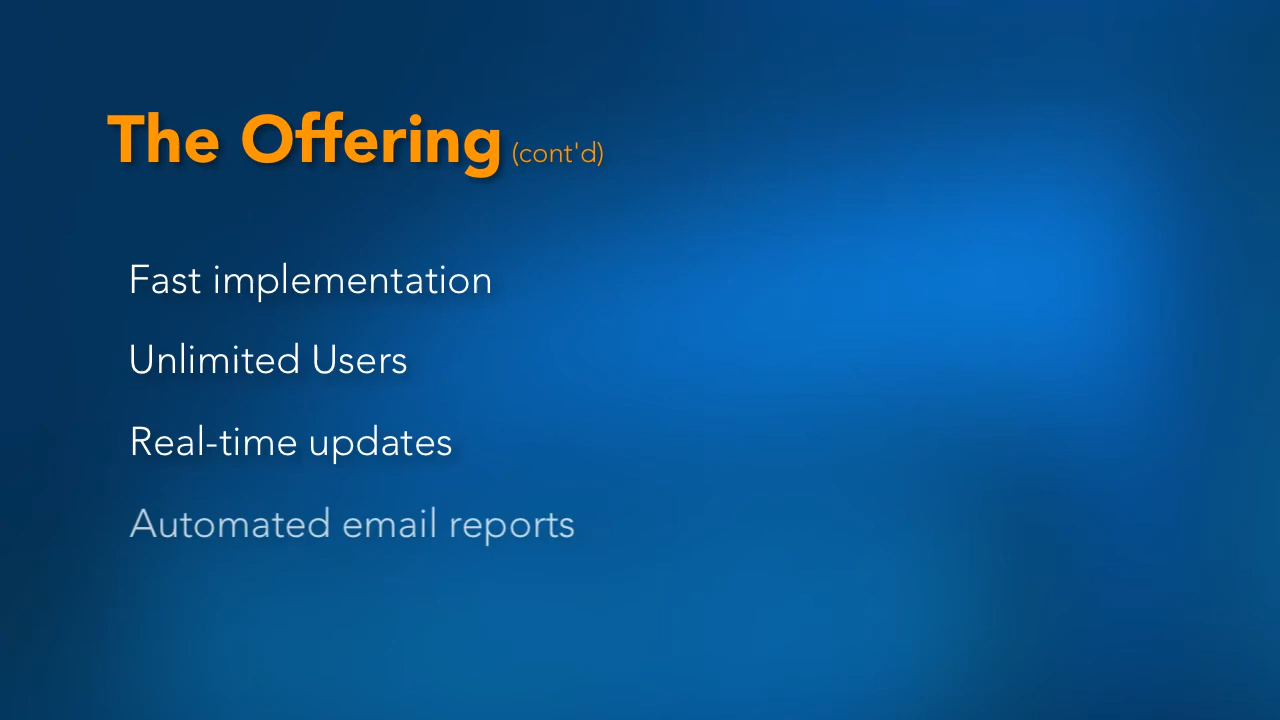 The Offering (cont'd)
Fast implementation
Unlimited Users
Real-time updates
Automated email reports